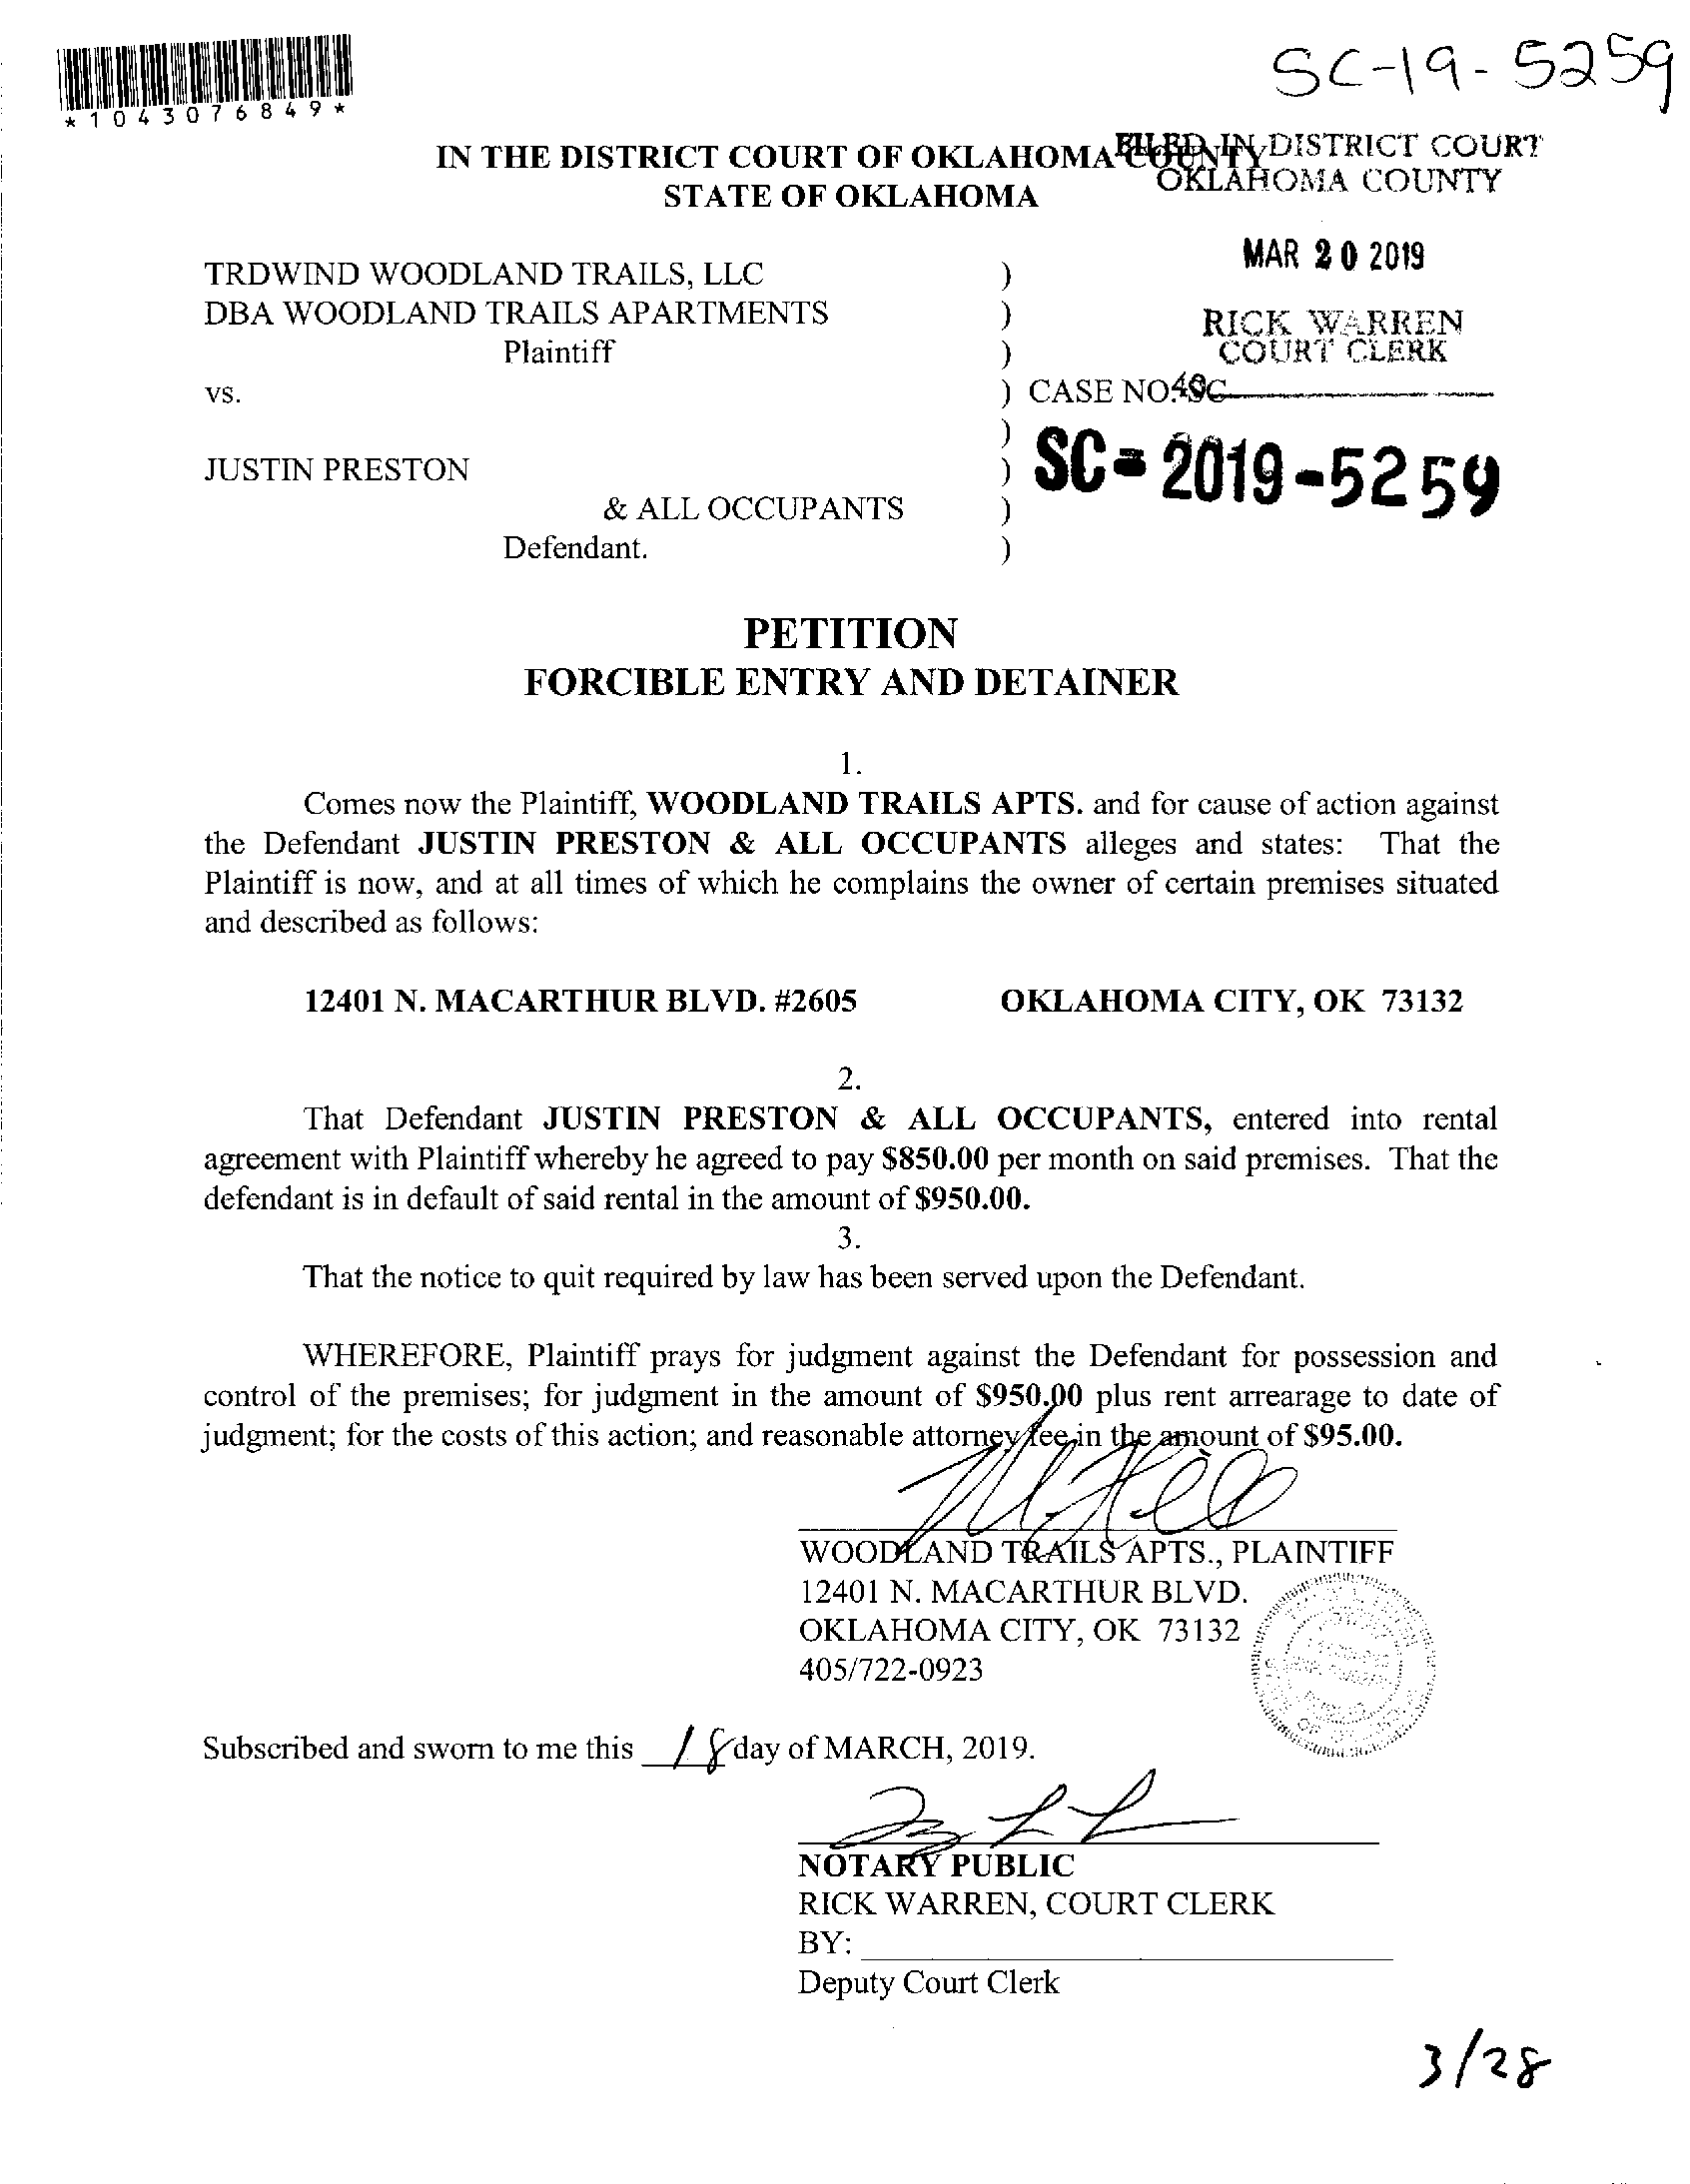 SC-19-5259
*1043076849*
IN THE DISTRICT COURT OF OKLAHOMA COUNTY
STATE OF OKLAHOMA
FILED IN DISTRICT COURT
OKLAHOMA COUNTY
MAR 20 2019
RICK WARREN
COURT CLERK
TRDWIND WOODLAND TRAILS, LLC )
DBA WOODLAND TRAILS APARTMENTS )
Plaintiff )
vs. ) CASE NO.
)
SC-2019-5259
JUSTIN PRESTON )
& ALL OCCUPANTS )
Defendant. )
PETITION
FORCIBLE ENTRY AND DETAINER
1.
Comes now the Plaintiff, WOODLAND TRAILS APTS. and for cause of action against
the Defendant JUSTIN PRESTON & ALL OCCUPANTS alleges and states: That the
Plaintiff is now, and at all times of which he complains the owner of certain premises situated
and described as follows:
12401 N. MACARTHUR BLVD. #2605 OKLAHOMA CITY, OK 73132
2.
That Defendant JUSTIN PRESTON & ALL OCCUPANTS, entered into rental
agreement with Plaintiff whereby he agreed to pay $850.00 per month on said premises. That the
defendant is in default of said rental in the amount of $950.00.
3.
That the notice to quit required by law has been served upon the Defendant.
WHEREFORE, Plaintiff prays for judgment against the Defendant for possession and
control of the premises; for judgment in the amount of $950.00 plus rent arrearage to date of
judgment; for the costs of this action; and reasonable attorney fee in the amount of $95.00.
WOODLAND TRAILS APTS., PLAINTIFF
12401 N. MACARTHUR BLVD.
OKLAHOMA CITY, OK 73132
405/722-0923
Subscribed and sworn to me this 18 day of MARCH, 2019.
NOTARY PUBLIC
RICK WARREN, COURT CLERK
BY:
Deputy Court Clerk
3/28